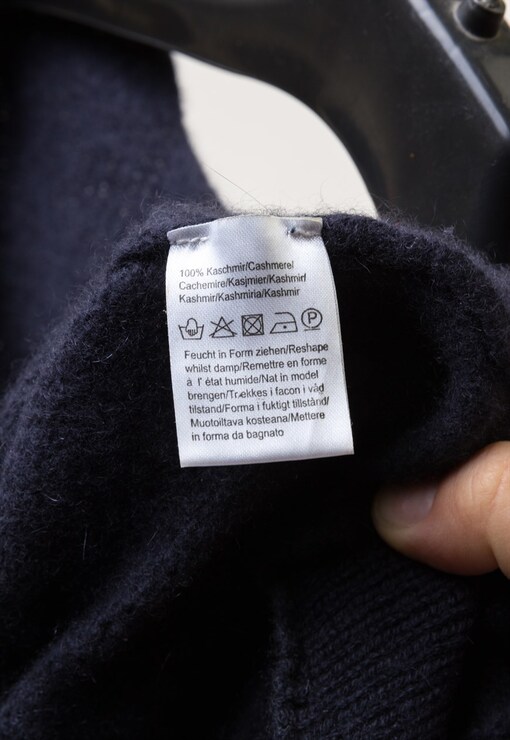 100% Kaschmir/Cashmere/
Cachemire/Kasjmier/Kashmir/
Kashmir/Kashmiria/Kashmir
P
Feucht in Form ziehen/Reshape
whilst damp/Remettre en forme
à l' état humide/Nat in model
brengen/Trækkes i facon i våd
tilstand/Forma i fuktigt tillstånd/
Muotoiltava kosteana/Mettere
in forma da bagnato